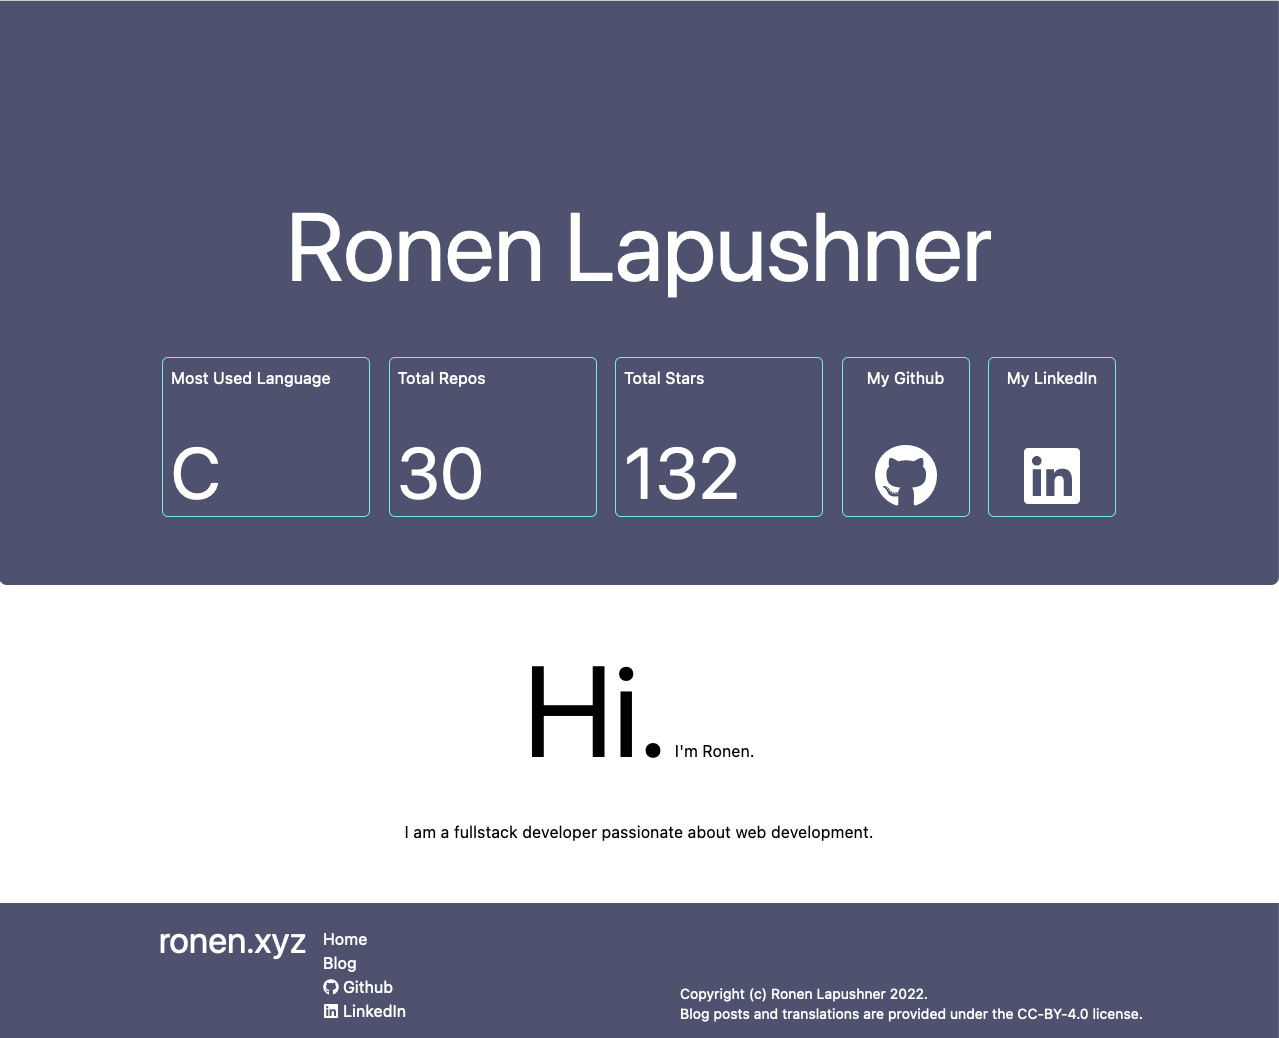 Ronen Lapushner
Most Used Language
C
Total Repos
30
Total Stars
132
My Github
My LinkedIn
in
Hi. I'm Ronen.
I am a fullstack developer passionate about web development.
ronen.xyz
Home
Blog
Github
in LinkedIn
Copyright (c) Ronen Lapushner 2022.
Blog posts and translations are provided under the CC-BY-4.0 license.